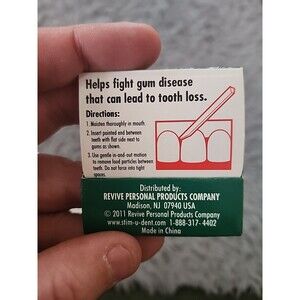 Helps fight gum disease
that can lead to tooth loss.
Directions:
1. Moisten thoroughly in mouth.
2. Insert pointed end between
teeth with flat side next to
gums as shown.
3. Use gentle in-and-out motion
to remove food particles between
teeth. Do not force into tight
spaces.
Distributed by:
REVIVE PERSONAL PRODUCTS COMPANY
Madison, NJ 07940 USA
© 2011 Revive Personal Products Company
www.stim-u-dent.com 1-888-317-4402
Made in China